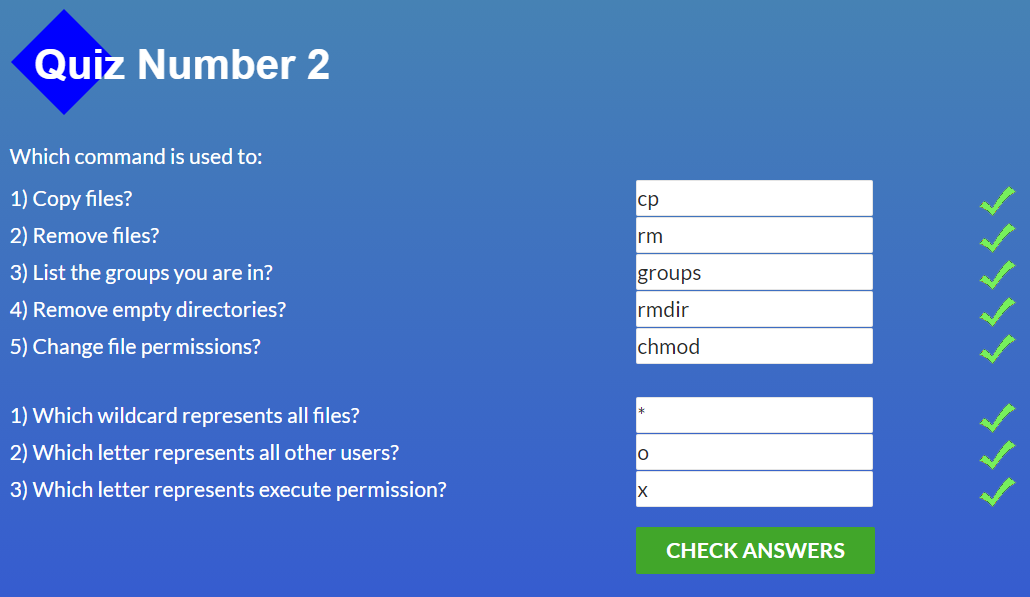 Quiz Number 2
Which command is used to:
1) Copy files? cp
2) Remove files? rm
3) List the groups you are in? groups
4) Remove empty directories? rmdir
5) Change file permissions? chmod
1) Which wildcard represents all files? *
2) Which letter represents all other users? o
3) Which letter represents execute permission? x
CHECK ANSWERS